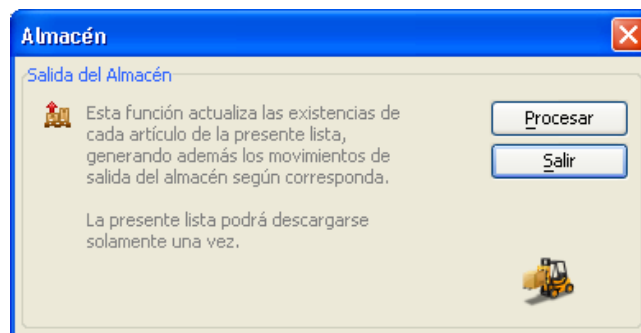 Almacén
Salida del Almacén
Esta función actualiza las existencias de
cada artículo de la presente lista,
generando además los movimientos de
salida del almacén según corresponda.
La presente lista podrá descargarse
solamente una vez.
Procesar
Salir